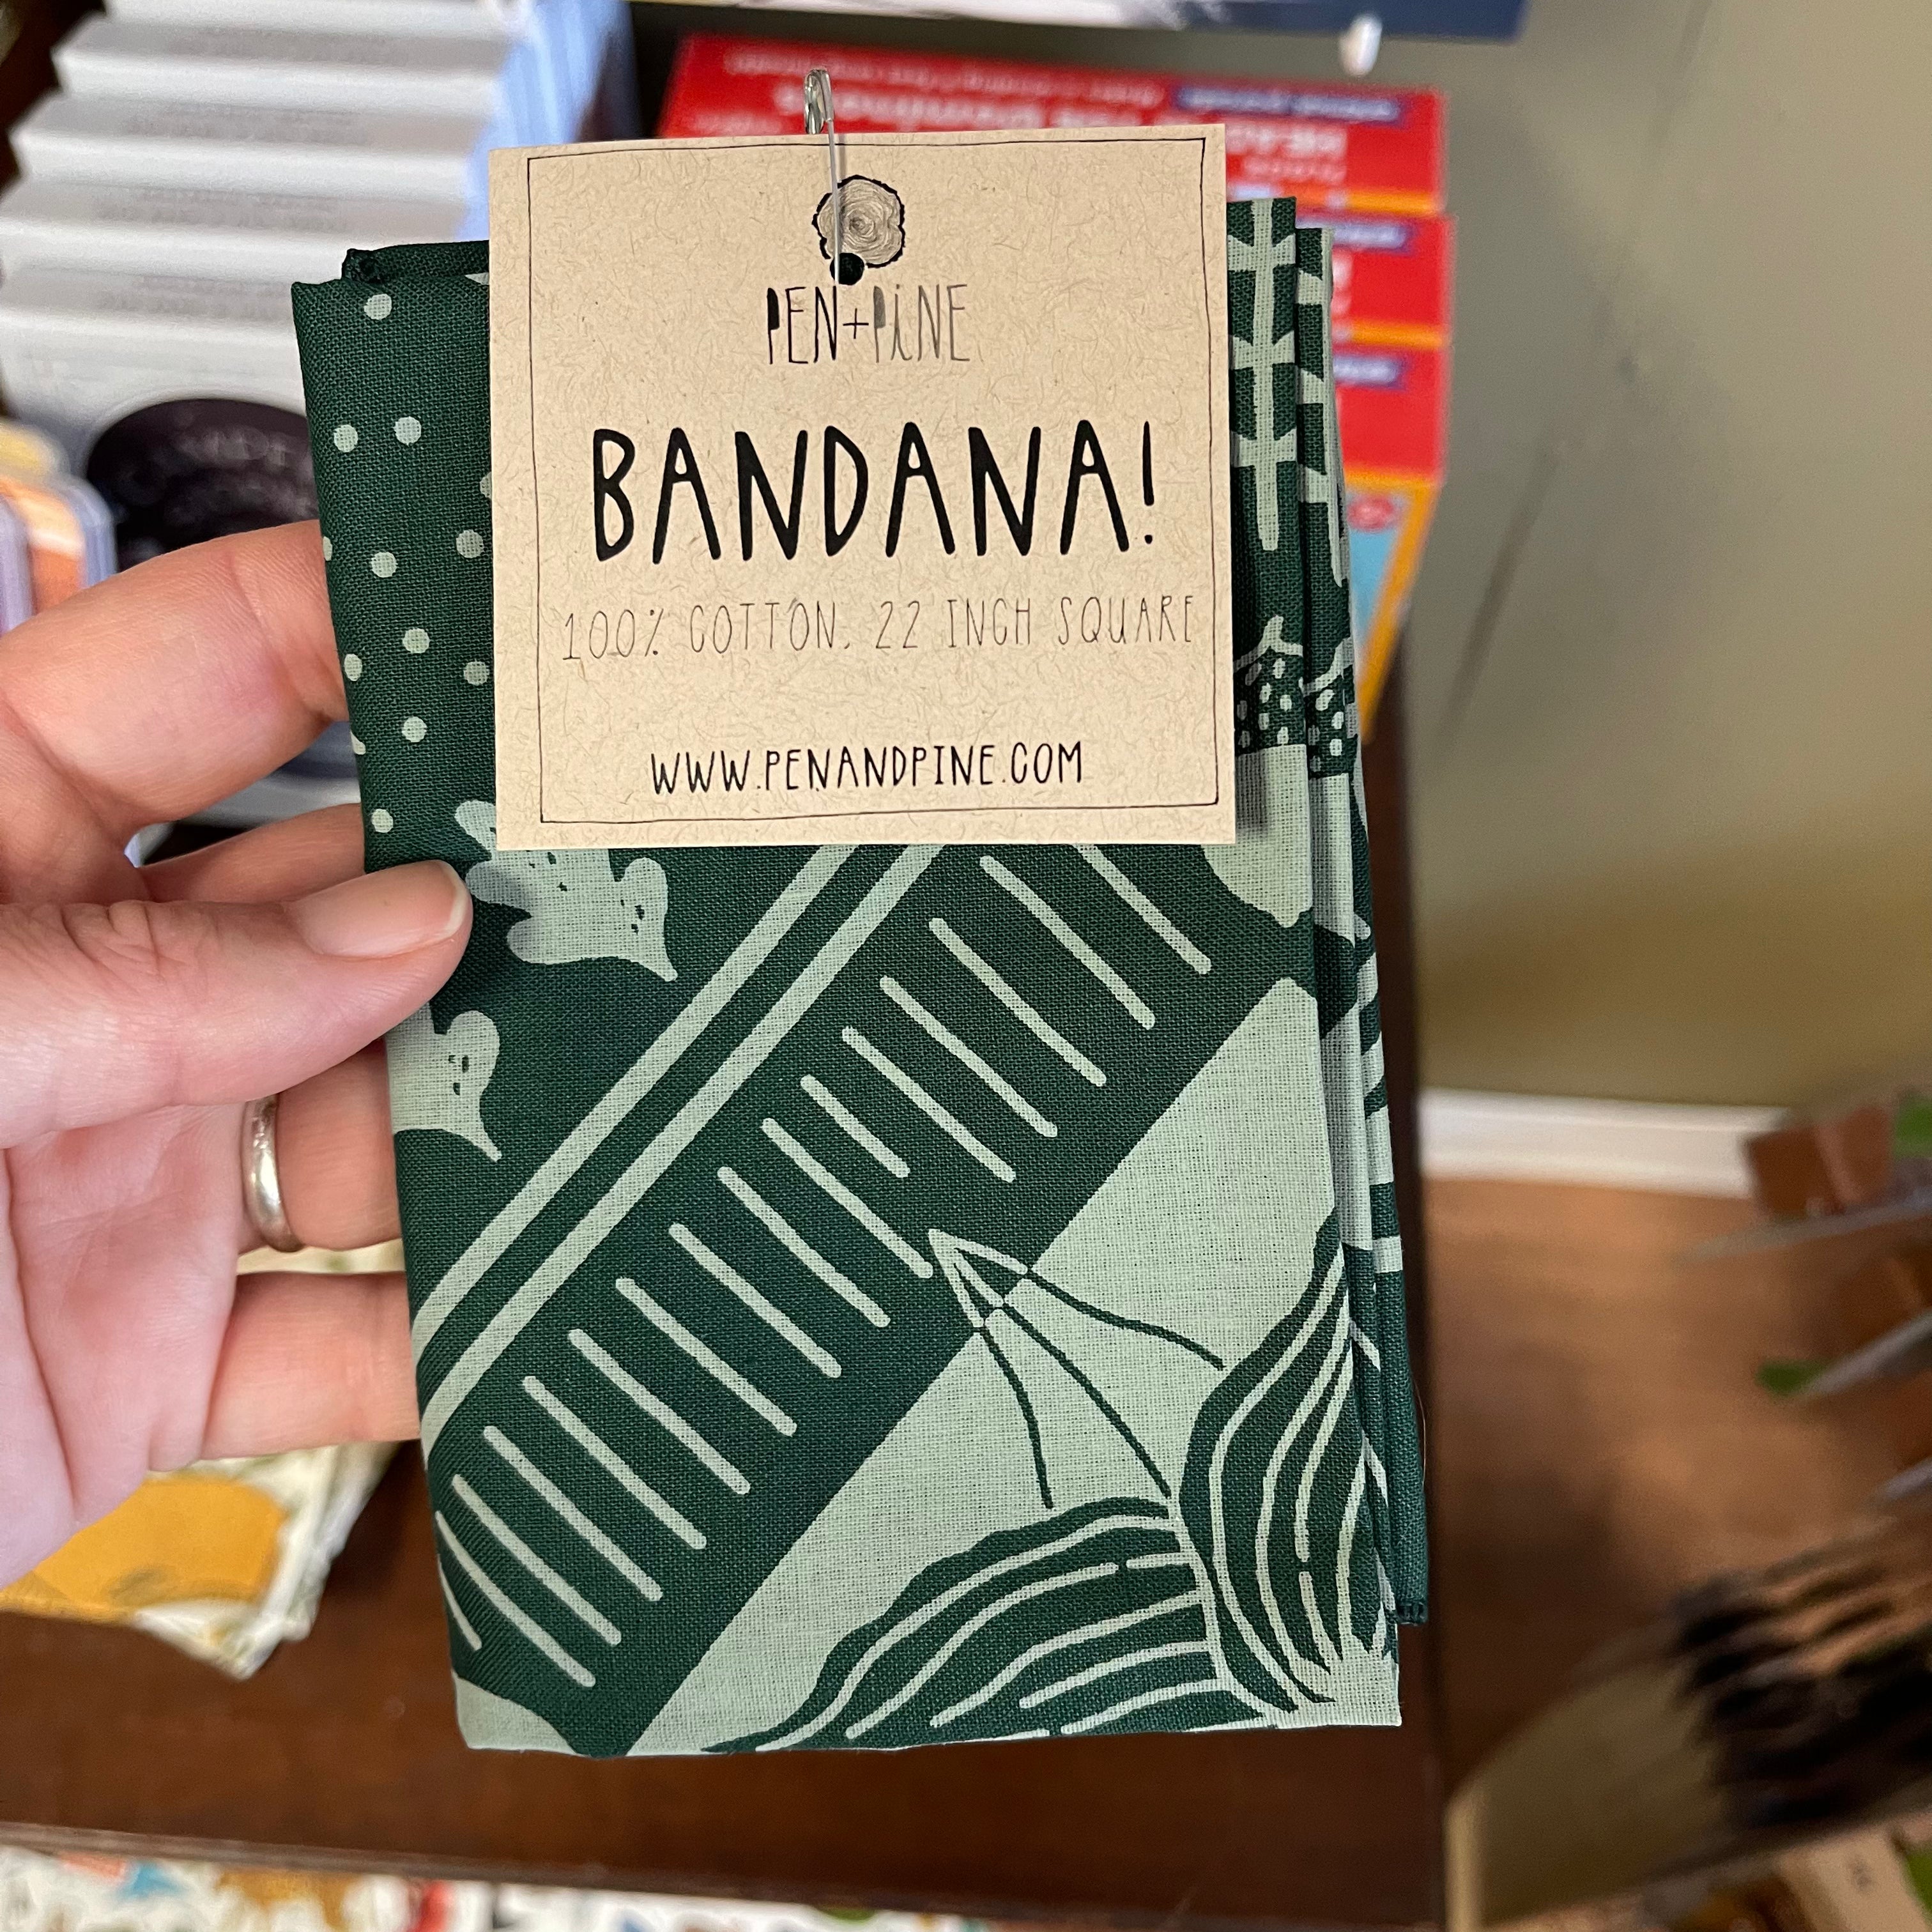 PEN+PINE
BANDANA!
100% COTTON. 22 INCH SQUARE
WWW.PENANDPINE.COM